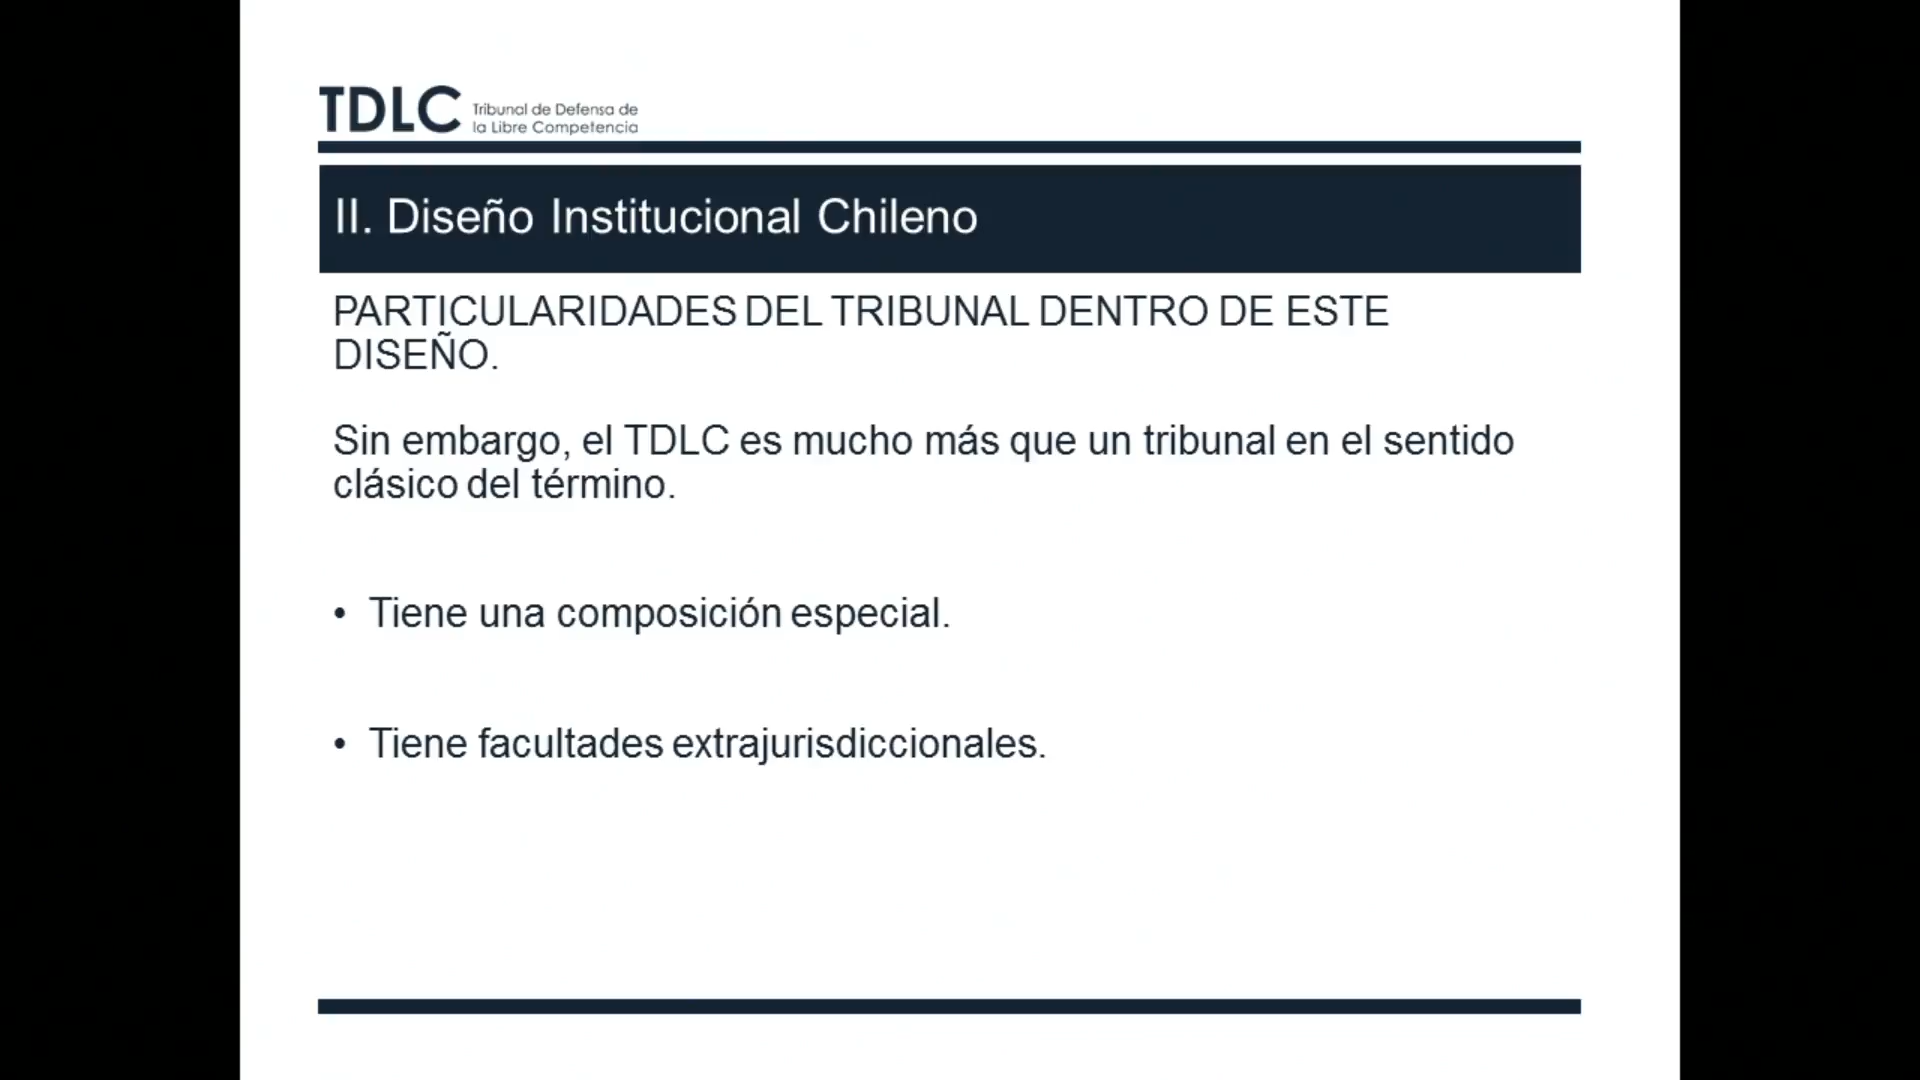 TDLC
Tribunal de Defensa de
la Libre Competencia
II. Diseño Institucional Chileno
PARTICULARIDADES DEL TRIBUNAL DENTRO DE ESTE
DISEÑO.
Sin embargo, el TDLC es mucho más que un tribunal en el sentido
clásico del término.
• Tiene una composición especial.
• Tiene facultades extrajurisdiccionales.